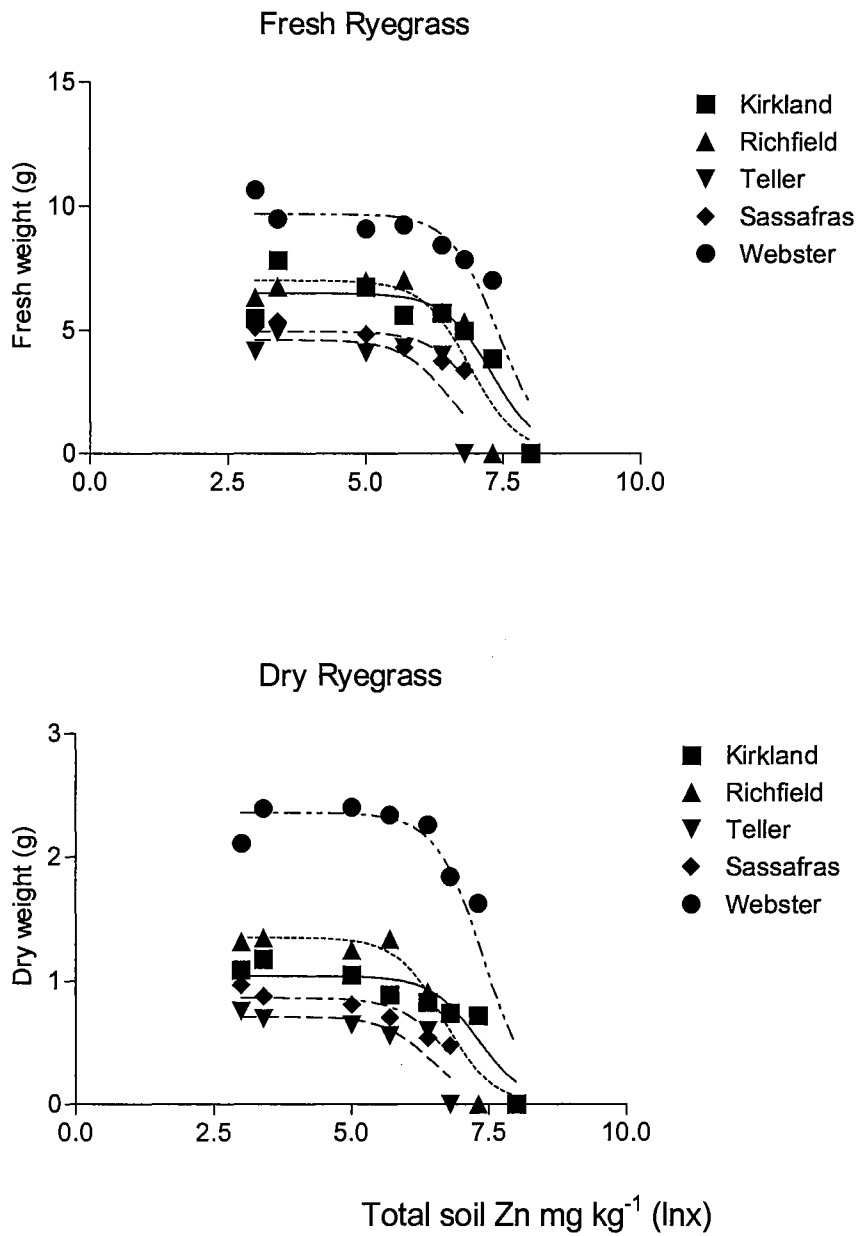 Fresh Ryegrass
15
10
5
0
Fresh weight (g)
0.0 2.5 5.0 7.5 10.0
Kirkland
Richfield
Teller
Sassafras
Webster
Dry Ryegrass
3
2
1
0
Dry weight (g)
0.0 2.5 5.0 7.5 10.0
Kirkland
Richfield
Teller
Sassafras
Webster
Total soil Zn mg kg⁻¹ (lnx)